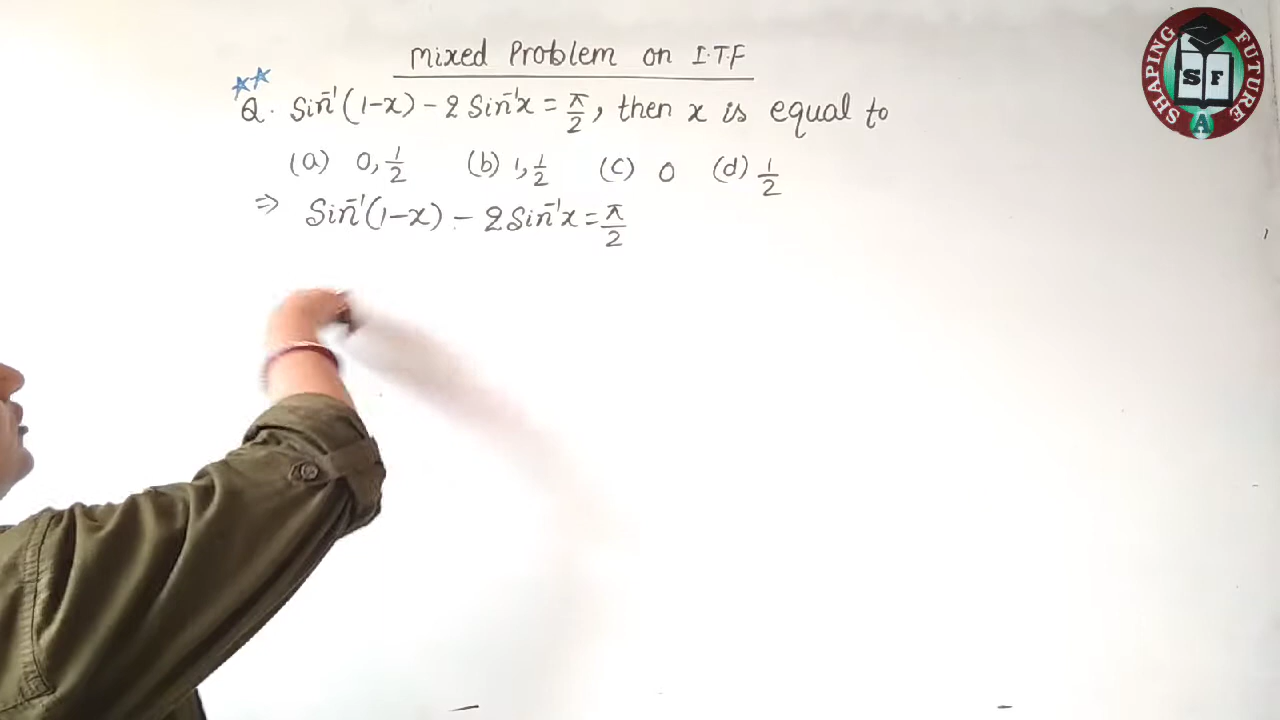 Mixed Problem on I.T.F
Q. Sin⁻¹(1-x) - 2 Sin⁻¹x = π/2, then x is equal to
(a) 0, 1/2 (b) 1, 1/2 (c) 0 (d) 1/2
⇒ Sin⁻¹(1-x) - 2 Sin⁻¹x = π/2
SHAPING FUTURE
S F
A